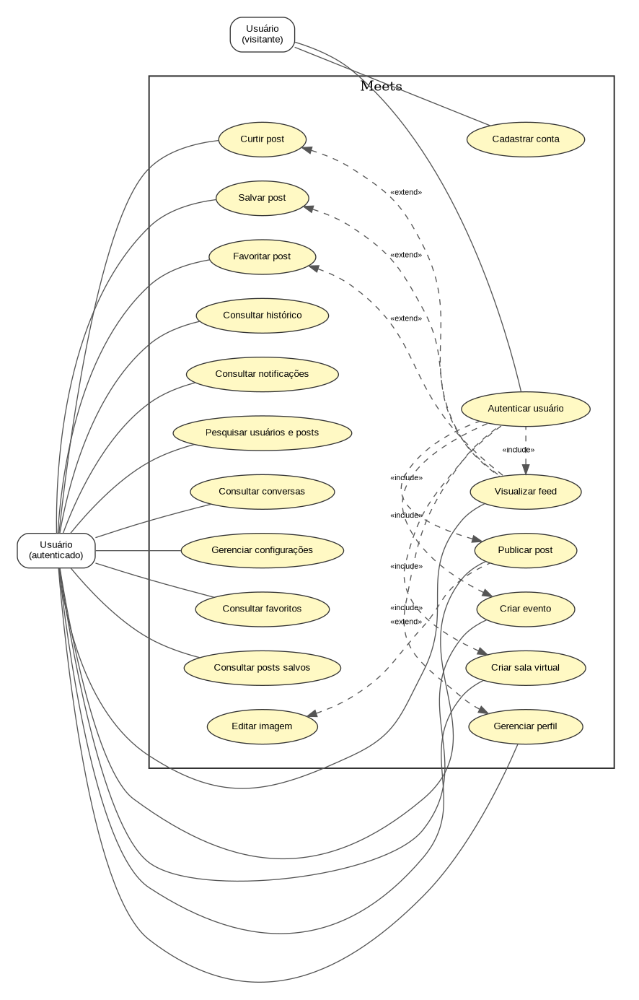 Usuário
(visitante)
Meets
Curtir post
Cadastrar conta
«extend»
Salvar post
«extend»
Favoritar post
Consultar histórico
«extend»
Consultar notificações
Autenticar usuário
Pesquisar usuários e posts
«include»
«include»
Consultar conversas
Visualizar feed
«include»
Usuário
(autenticado)
Gerenciar configurações
Publicar post
«include»
Consultar favoritos
«include»
Criar evento
«extend»
Consultar posts salvos
Criar sala virtual
Editar imagem
Gerenciar perfil